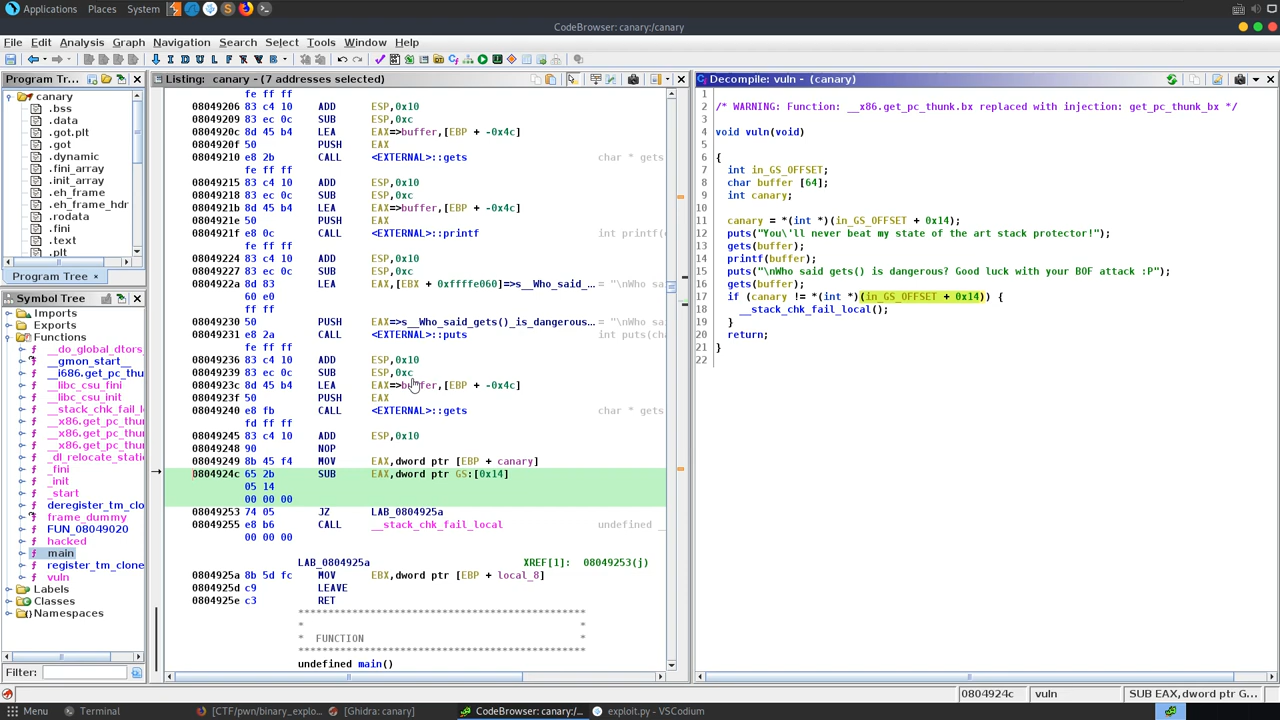 Applications Places System
CodeBrowser: canary:/canary
File Edit Analysis Graph Navigation Search Select Tools Window Help
Program Tre...
canary
.bss
.data
.got.plt
.got
.dynamic
.fini_array
.init_array
.eh_frame
.eh_frame_hdr
.rodata
.fini
.text
.plt
Program Tree ×
Symbol Tree
Imports
Exports
Functions
__do_global_dtors_
__gmon_start__
__i686.get_pc_thu
__libc_csu_fini
__libc_csu_init
__stack_chk_fail_l
__x86.get_pc_thun
__x86.get_pc_thun
__x86.get_pc_thun
_dl_relocate_stati
_fini
_init
_start
deregister_tm_clo
frame_dummy
FUN_08049020
hacked
main
register_tm_clone
vuln
Labels
Classes
Namespaces
Filter:
Listing: canary - (7 addresses selected)
fe ff ff
08049206 83 c4 10 ADD ESP,0x10
08049209 83 ec 0c SUB ESP,0xc
0804920c 8d 45 b4 LEA EAX=>buffer,[EBP + -0x4c]
0804920f 50 PUSH EAX
08049210 e8 2b CALL <EXTERNAL>::gets char * gets
fe ff ff
08049215 83 c4 10 ADD ESP,0x10
08049218 83 ec 0c SUB ESP,0xc
0804921b 8d 45 b4 LEA EAX=>buffer,[EBP + -0x4c]
0804921e 50 PUSH EAX
0804921f e8 0c CALL <EXTERNAL>::printf int printf(
fe ff ff
08049224 83 c4 10 ADD ESP,0x10
08049227 83 ec 0c SUB ESP,0xc
0804922a 8d 83 LEA EAX,[EBX + 0xffffe060]=>s__Who_said_... = "\nWho sai
60 e0
ff ff
08049230 50 PUSH EAX=>s__Who_said_gets()_is_dangerous... = "\nWho sa
08049231 e8 2a CALL <EXTERNAL>::puts int puts(cha
fe ff ff
08049236 83 c4 10 ADD ESP,0x10
08049239 83 ec 0c SUB ESP,0xc
0804923c 8d 45 b4 LEA EAX=>buffer,[EBP + -0x4c]
0804923f 50 PUSH EAX
08049240 e8 fb CALL <EXTERNAL>::gets char * gets
fd ff ff
08049245 83 c4 10 ADD ESP,0x10
08049248 90 NOP
08049249 8b 45 f4 MOV EAX,dword ptr [EBP + canary]
0804924c 65 2b SUB EAX,dword ptr GS:[0x14]
05 14
00 00 00
08049253 74 05 JZ LAB_0804925a
08049255 e8 b6 CALL __stack_chk_fail_local undefined _
00 00 00
LAB_0804925a XREF[1]: 08049253(j)
0804925a 8b 5d fc MOV EBX,dword ptr [EBP + local_8]
0804925d c9 LEAVE
0804925e c3 RET
************************************************
* *
* FUNCTION *
************************************************
undefined main()
Decompile: vuln - (canary)
1
2 /* WARNING: Function: __x86.get_pc_thunk.bx replaced with injection: get_pc_thunk_bx */
3
4 void vuln(void)
5
6 {
7 int in_GS_OFFSET;
8 char buffer [64];
9 int canary;
10
11 canary = *(int *)(in_GS_OFFSET + 0x14);
12 puts("You\'ll never beat my state of the art stack protector!");
13 gets(buffer);
14 printf(buffer);
15 puts("\nWho said gets() is dangerous? Good luck with your BOF attack :P");
16 gets(buffer);
17 if (canary != *(int *)(in_GS_OFFSET + 0x14)) {
18 __stack_chk_fail_local();
19 }
20 return;
21 }
22
0804924c vuln SUB EAX,dword ptr G...
Menu Terminal [CTF/pwn/binary_explo... [Ghidra: canary] CodeBrowser: canary:/... exploit.py - VSCodium